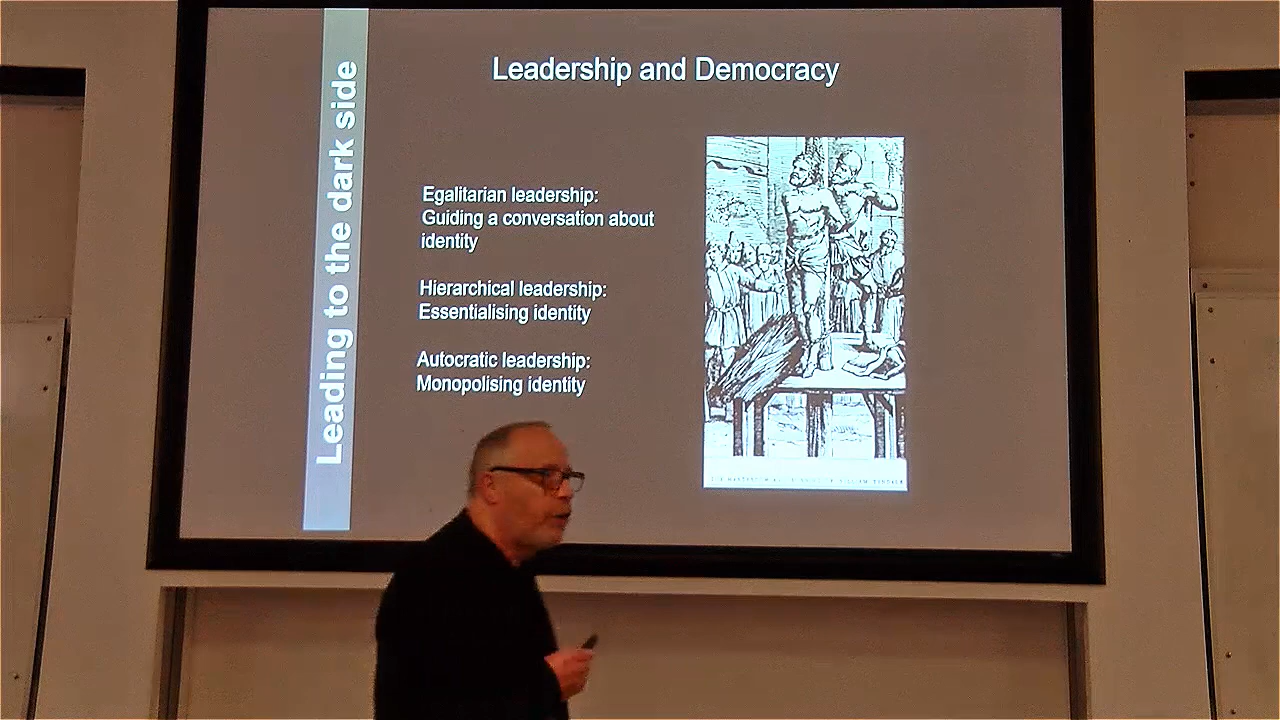 Leading to the dark side
Leadership and Democracy
Egalitarian leadership:
Guiding a conversation about
identity
Hierarchical leadership:
Essentialising identity
Autocratic leadership:
Monopolising identity